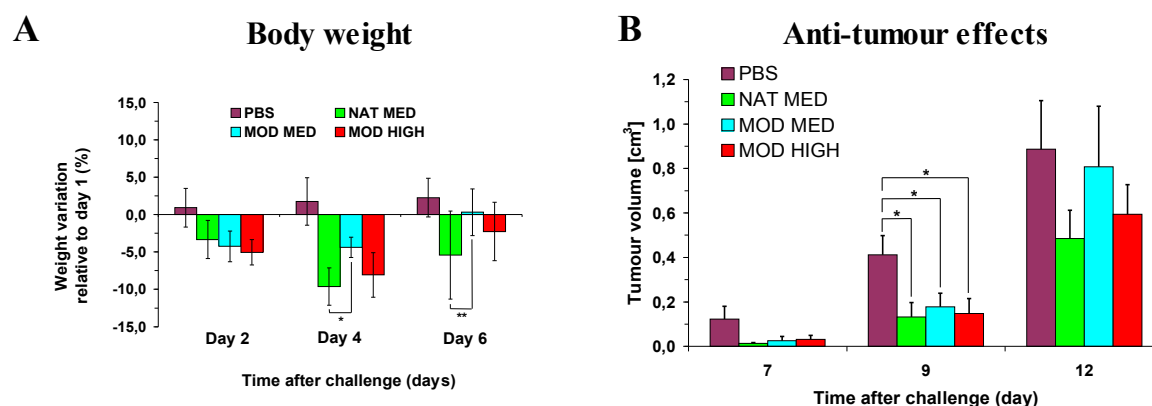 A
Body weight
15,0
10,0
5,0
0,0
-5,0
-10,0
-15,0
Weight variation
relative to day 1 (%)
PBS
NAT MED
MOD MED
MOD HIGH
*
**
Day 2
Day 4
Day 6
Time after challenge (days)
B
Anti-tumour effects
1,2
1,0
0,8
0,6
0,4
0,2
0,0
Tumour volume [cm³]
PBS
NAT MED
MOD MED
MOD HIGH
*
*
*
7
9
12
Time after challenge (day)